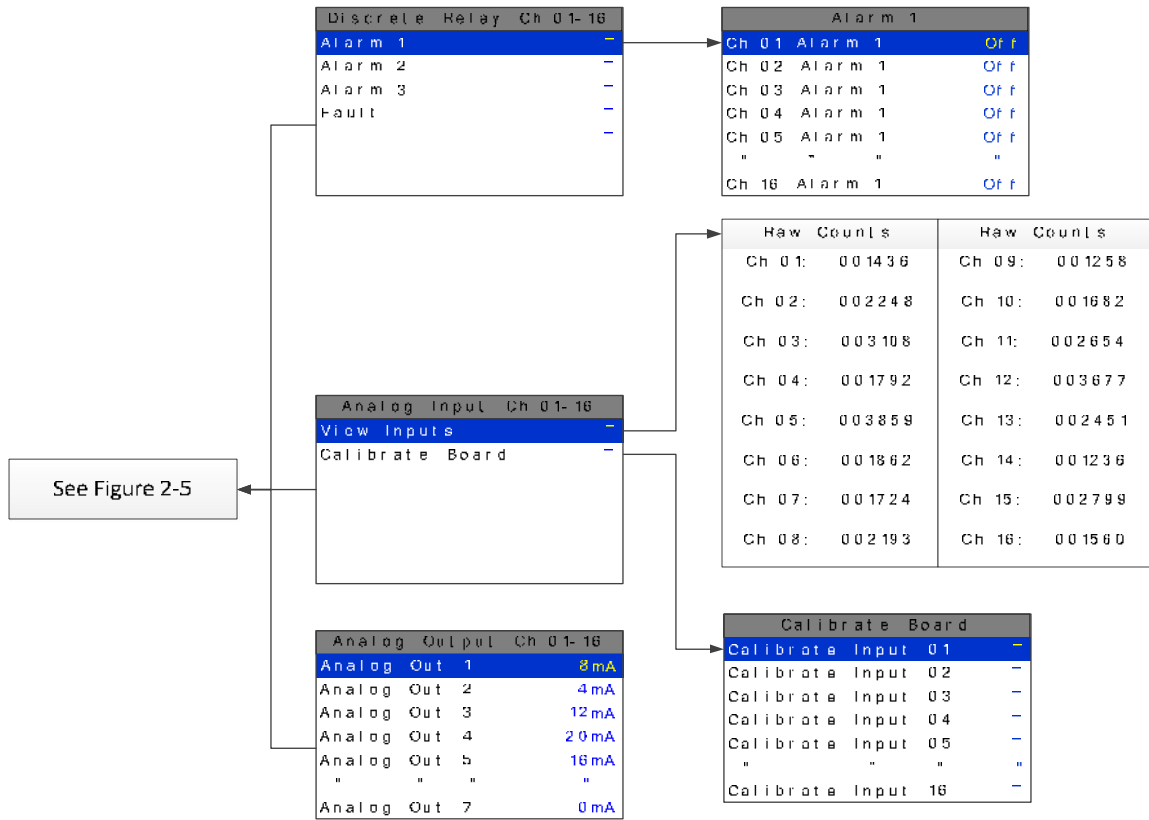 Discrete Relay Ch 01-16
Alarm 1 –
Alarm 2 –
Alarm 3 –
Fault –
–
Alarm 1
Ch 01 Alarm 1 Off
Ch 02 Alarm 1 Off
Ch 03 Alarm 1 Off
Ch 04 Alarm 1 Off
Ch 05 Alarm 1 Off
" " " "
Ch 16 Alarm 1 Off
Raw Counts Raw Counts
Ch 01: 001436 Ch 09: 001258
Ch 02: 002248 Ch 10: 001682
Ch 03: 003108 Ch 11: 002654
Ch 04: 001792 Ch 12: 003677
Ch 05: 003859 Ch 13: 002451
Ch 06: 001862 Ch 14: 001236
Ch 07: 001724 Ch 15: 002799
Ch 08: 002193 Ch 16: 001560
Analog Input Ch 01-16
View Inputs –
Calibrate Board –
See Figure 2-5
Analog Output Ch 01-16
Analog Out 1 8mA
Analog Out 2 4mA
Analog Out 3 12mA
Analog Out 4 20mA
Analog Out 5 16mA
" " " "
Analog Out 7 0mA
Calibrate Board
Calibrate Input 01 –
Calibrate Input 02 –
Calibrate Input 03 –
Calibrate Input 04 –
Calibrate Input 05 –
" " " "
Calibrate Input 16 –